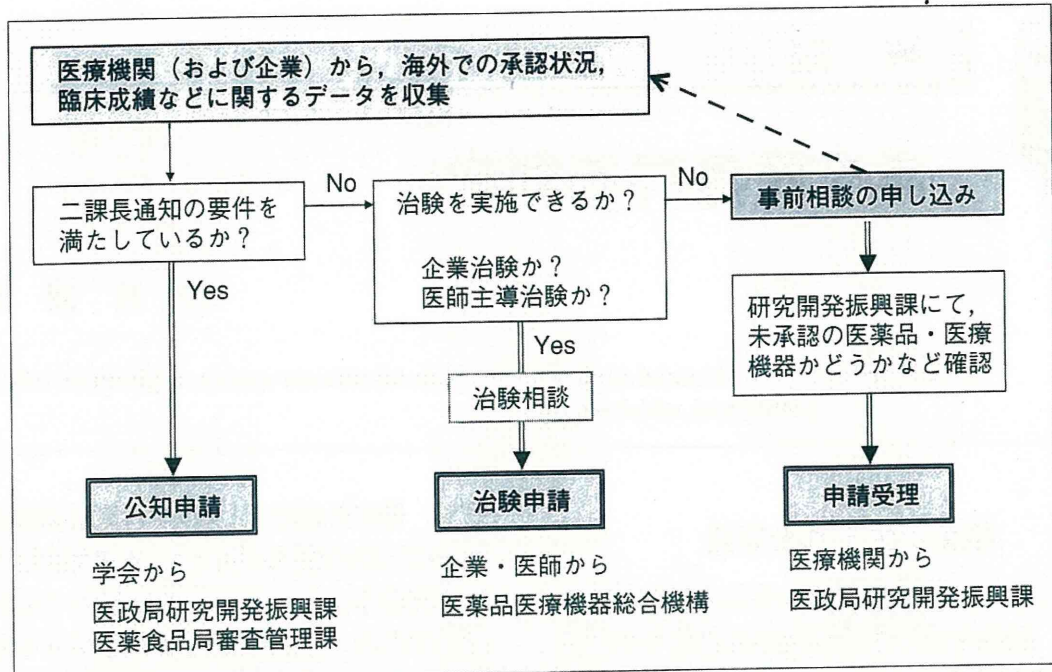 医療機関（および企業）から，海外での承認状況，
臨床成績などに関するデータを収集
二課長通知の要件を
満たしているか？
No
治験を実施できるか？
企業治験か？
医師主導治験か？
No
事前相談の申し込み
Yes
Yes
研究開発振興課にて，
未承認の医薬品・医療
機器かどうかなど確認
治験相談
公知申請
治験申請
申請受理
学会から
医政局研究開発振興課
医薬食品局審査管理課
企業・医師から
医薬品医療機器総合機構
医療機関から
医政局研究開発振興課